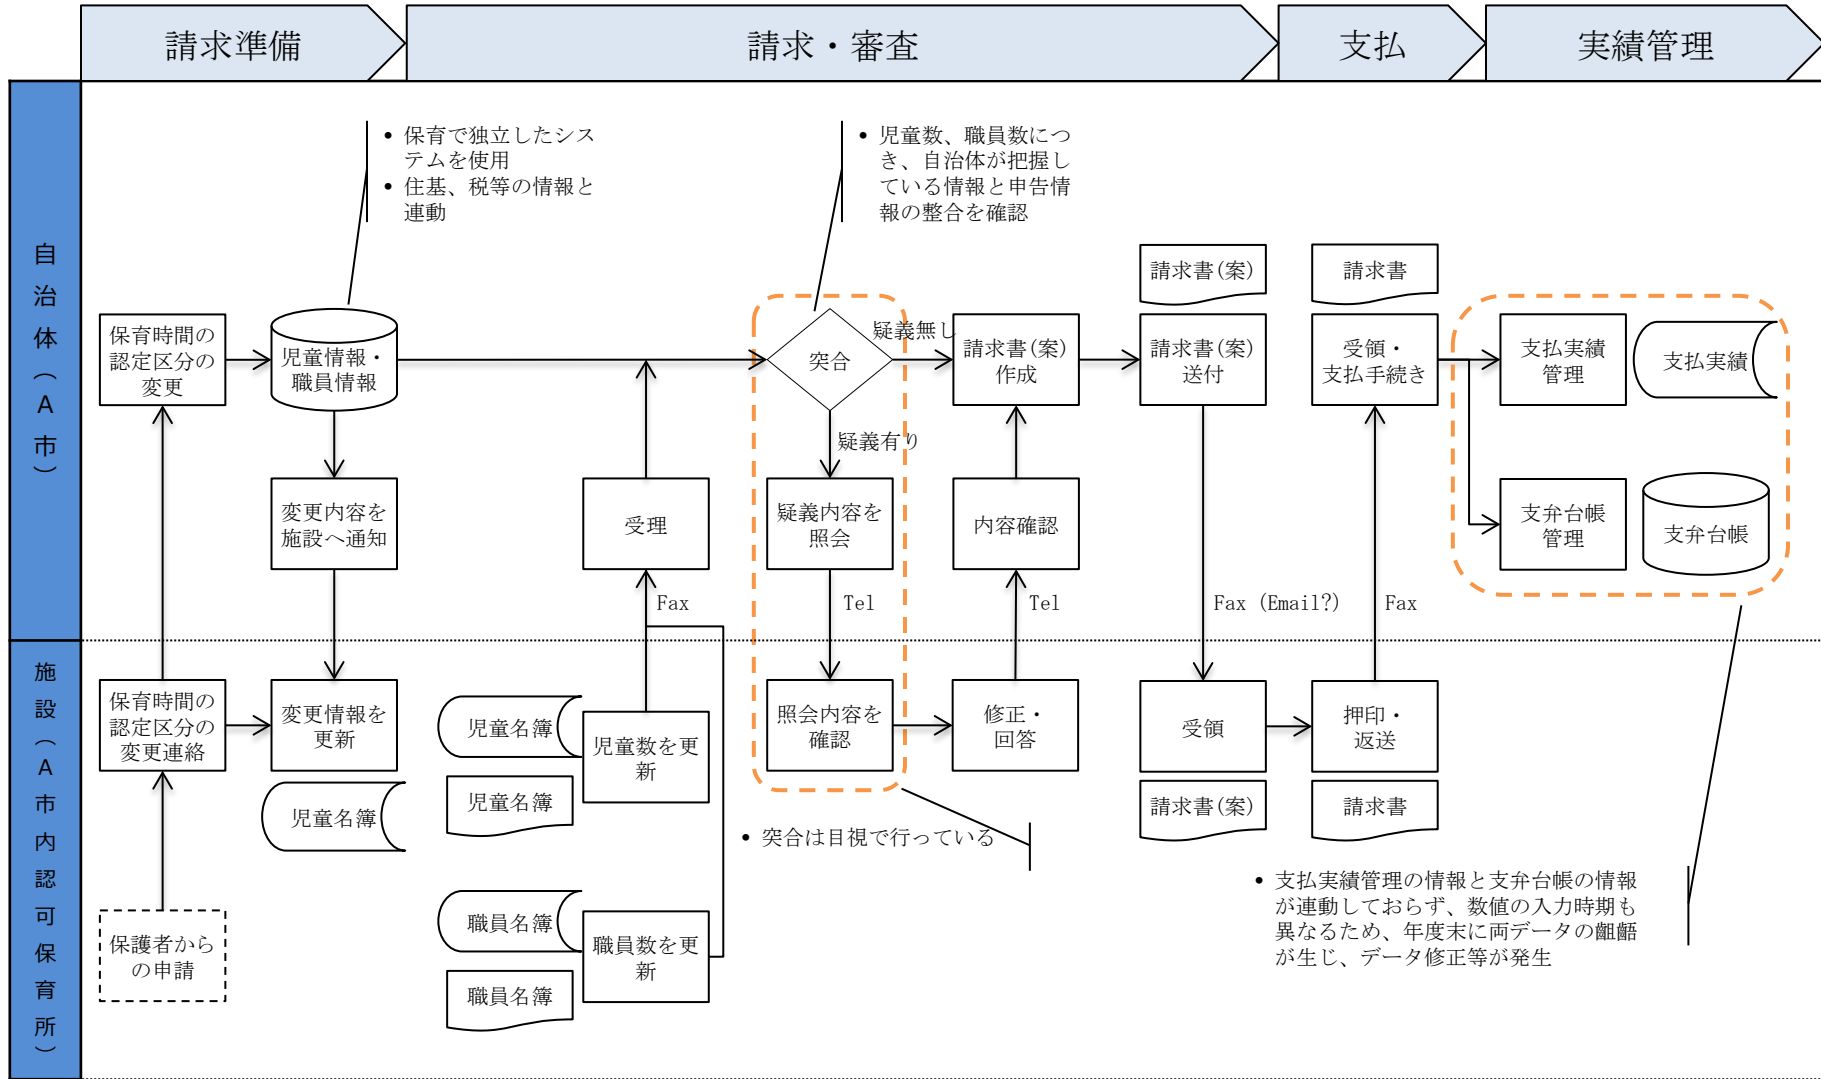 請求準備
請求・審査
支払
実績管理
自治体（A市）
施設（A市内認可保育所）
• 保育で独立したシス
テムを使用
• 住基、税等の情報と
連動
• 児童数、職員数につ
き、自治体が把握し
ている情報と申告情
報の整合を確認
保育時間の
認定区分の
変更
児童情報・
職員情報
突合
疑義無し
疑義有り
請求書(案)
作成
請求書(案)
請求書(案)
送付
請求書
受領・
支払手続き
支払実績
管理
支払実績
変更内容を
施設へ通知
受理
疑義内容を
照会
内容確認
支弁台帳
管理
支弁台帳
Fax
Tel
Tel
Fax (Email?)
Fax
保育時間の
認定区分の
変更連絡
変更情報を
更新
児童名簿
児童名簿
児童名簿
児童数を更
新
照会内容を
確認
修正・
回答
受領
請求書(案)
押印・
返送
請求書
• 突合は目視で行っている
保護者から
の申請
職員名簿
職員名簿
職員数を更
新
• 支払実績管理の情報と支弁台帳の情報
が連動しておらず、数値の入力時期も
異なるため、年度末に両データの齟齬
が生じ、データ修正等が発生